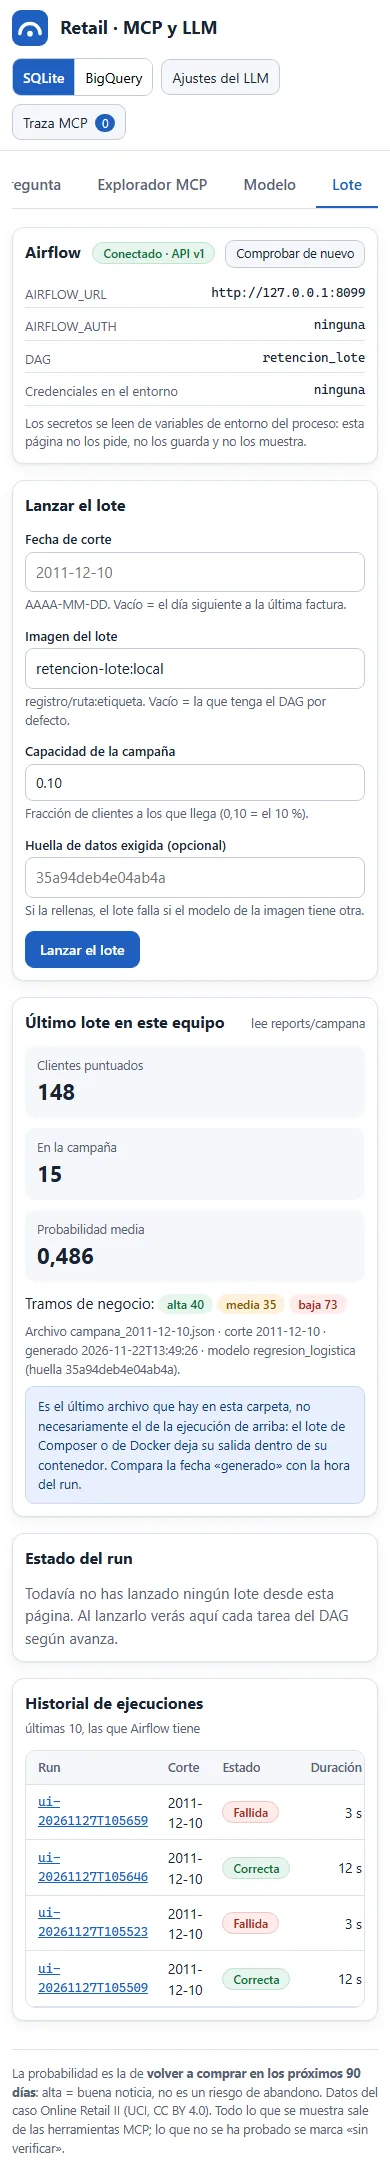 Retail · MCP y LLM
SQLite BigQuery Ajustes del LLM
Traza MCP 0
regunta Explorador MCP Modelo Lote
Airflow Conectado · API v1 Comprobar de nuevo
AIRFLOW_URL http://127.0.0.1:8099
AIRFLOW_AUTH ninguna
DAG retencion_lote
Credenciales en el entorno ninguna
Los secretos se leen de variables de entorno del proceso: esta
página no los pide, no los guarda y no los muestra.
Lanzar el lote
Fecha de corte
2011-12-10
AAAA-MM-DD. Vacío = el día siguiente a la última factura.
Imagen del lote
retencion-lote:local
registro/ruta:etiqueta. Vacío = la que tenga el DAG por
defecto.
Capacidad de la campaña
0.10
Fracción de clientes a los que llega (0,10 = el 10 %).
Huella de datos exigida (opcional)
35a94deb4e04ab4a
Si la rellenas, el lote falla si el modelo de la imagen tiene otra.
Lanzar el lote
Último lote en este equipo lee reports/campana
Clientes puntuados
148
En la campaña
15
Probabilidad media
0,486
Tramos de negocio: alta 40 media 35 baja 73
Archivo campana_2011-12-10.json · corte 2011-12-10 ·
generado 2026-11-22T13:49:26 · modelo regresion_logistica
(huella 35a94deb4e04ab4a).
Es el último archivo que hay en esta carpeta, no
necesariamente el de la ejecución de arriba: el lote de
Composer o de Docker deja su salida dentro de su
contenedor. Compara la fecha «generado» con la hora
del run.
Estado del run
Todavía no has lanzado ningún lote desde esta
página. Al lanzarlo verás aquí cada tarea del DAG
según avanza.
Historial de ejecuciones
últimas 10, las que Airflow tiene
Run Corte Estado Duración
ui-20261127T105659 2011-12-10 Fallida 3 s
ui-20261127T105646 2011-12-10 Correcta 12 s
ui-20261127T105523 2011-12-10 Fallida 3 s
ui-20261127T105509 2011-12-10 Correcta 12 s
La probabilidad es la de volver a comprar en los próximos 90
días: alta = buena noticia, no es un riesgo de abandono. Datos del
caso Online Retail II (UCI, CC BY 4.0). Todo lo que se muestra sale
de las herramientas MCP; lo que no se ha probado se marca «sin
verificar».